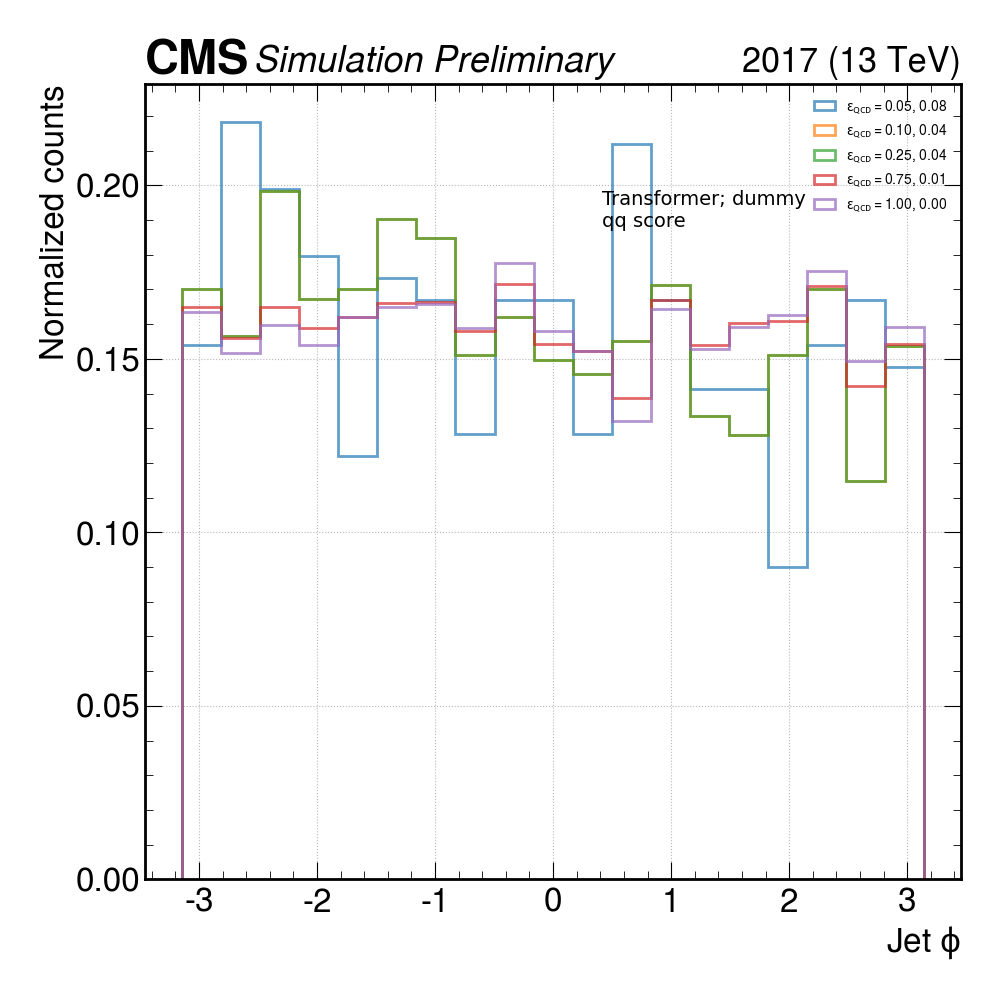 CMS Simulation Preliminary 2017 (13 TeV)
Normalized counts
εQCD = 0.05, 0.08
εQCD = 0.10, 0.04
εQCD = 0.25, 0.04
εQCD = 0.75, 0.01
εQCD = 1.00, 0.00
Transformer; dummy
qq score
0.20
0.15
0.10
0.05
0.00
-3 -2 -1 0 1 2 3
Jet ϕ